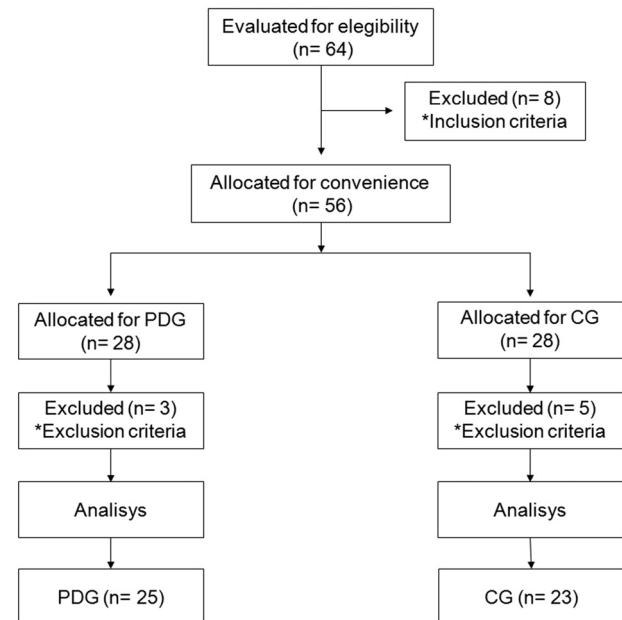 Evaluated for elegibility
(n= 64)
Excluded (n= 8)
*Inclusion criteria
Allocated for convenience
(n= 56)
Allocated for PDG
(n= 28)
Allocated for CG
(n= 28)
Excluded (n= 3)
*Exclusion criteria
Excluded (n= 5)
*Exclusion criteria
Analisys
Analisys
PDG (n= 25)
CG (n= 23)